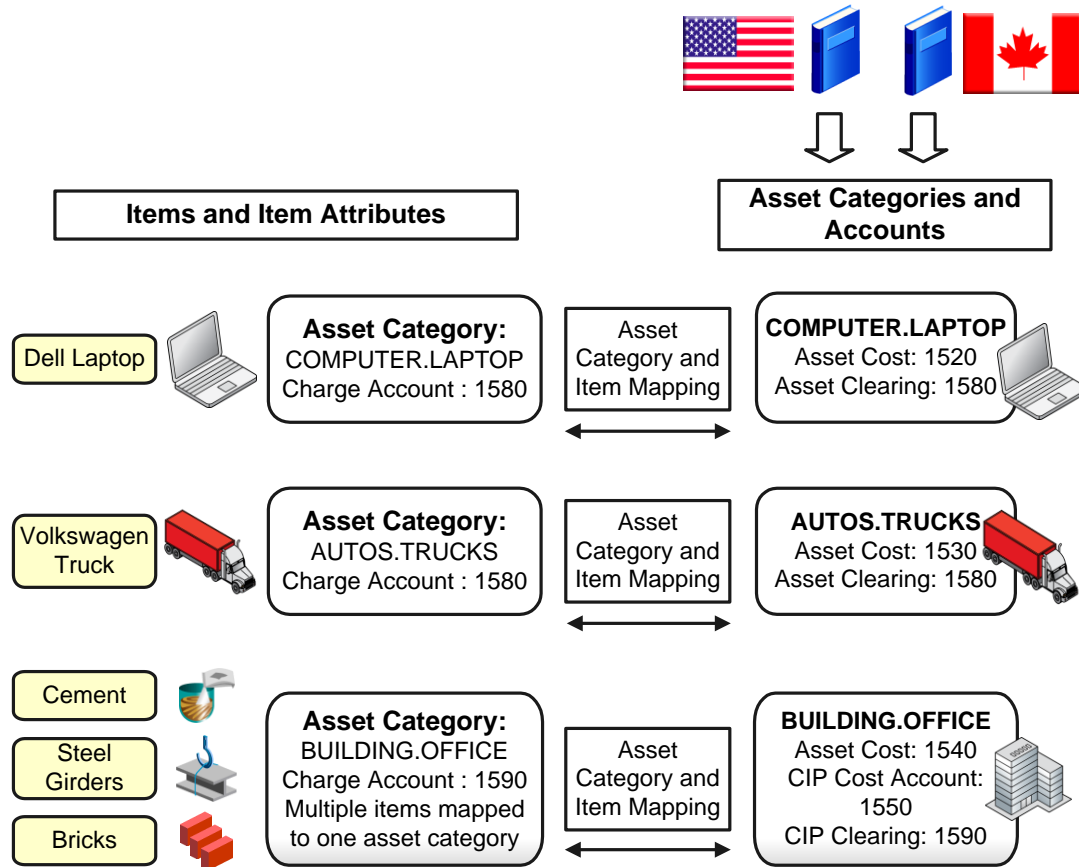 Items and Item Attributes
Asset Categories and
Accounts
Dell Laptop
Asset Category:
COMPUTER.LAPTOP
Charge Account : 1580
Asset
Category and
Item Mapping
COMPUTER.LAPTOP
Asset Cost: 1520
Asset Clearing: 1580
Volkswagen
Truck
Asset Category:
AUTOS.TRUCKS
Charge Account : 1580
Asset
Category and
Item Mapping
AUTOS.TRUCKS
Asset Cost: 1530
Asset Clearing: 1580
Cement
Steel
Girders
Bricks
Asset Category:
BUILDING.OFFICE
Charge Account : 1590
Multiple items mapped
to one asset category
Asset
Category and
Item Mapping
BUILDING.OFFICE
Asset Cost: 1540
CIP Cost Account:
1550
CIP Clearing: 1590